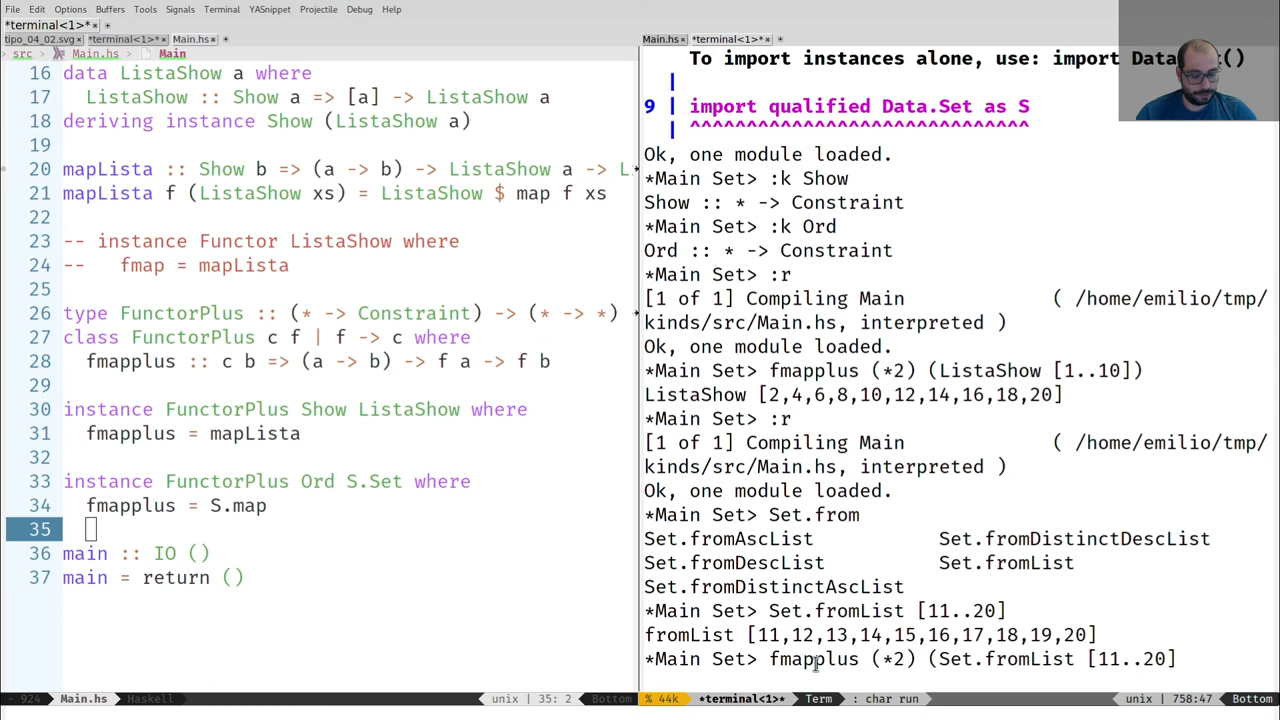 File Edit Options Buffers Tools Signals Terminal YASnippet Projectile Debug Help
*terminal<1>*
tipo_04_02.svg *terminal<1>* Main.hs
src Main.hs Main
16 data ListaShow a where
17 ListaShow :: Show a => [a] -> ListaShow a
18 deriving instance Show (ListaShow a)
19
20 mapLista :: Show b => (a -> b) -> ListaShow a -> L
21 mapLista f (ListaShow xs) = ListaShow $ map f xs
22
23 -- instance Functor ListaShow where
24 -- fmap = mapLista
25
26 type FunctorPlus :: (* -> Constraint) -> (* -> *)
27 class FunctorPlus c f | f -> c where
28 fmapplus :: c b => (a -> b) -> f a -> f b
29
30 instance FunctorPlus Show ListaShow where
31 fmapplus = mapLista
32
33 instance FunctorPlus Ord S.Set where
34 fmapplus = S.map
35
36 main :: IO ()
37 main = return ()
- 924 Main.hs Haskell unix | 35: 2 Bottom
Main.hs *terminal<1>*
To import instances alone, use: import Data ()
|
9 | import qualified Data.Set as S
| ^^^^^^^^^^^^^^^^^^^^^^^^^^^^^^
Ok, one module loaded.
*Main Set> :k Show
Show :: * -> Constraint
*Main Set> :k Ord
Ord :: * -> Constraint
*Main Set> :r
[1 of 1] Compiling Main ( /home/emilio/tmp/
kinds/src/Main.hs, interpreted )
Ok, one module loaded.
*Main Set> fmapplus (*2) (ListaShow [1..10])
ListaShow [2,4,6,8,10,12,14,16,18,20]
*Main Set> :r
[1 of 1] Compiling Main ( /home/emilio/tmp/
kinds/src/Main.hs, interpreted )
Ok, one module loaded.
*Main Set> Set.from
Set.fromAscList Set.fromDistinctDescList
Set.fromDescList Set.fromList
Set.fromDistinctAscList
*Main Set> Set.fromList [11..20]
fromList [11,12,13,14,15,16,17,18,19,20]
*Main Set> fmapplus (*2) (Set.fromList [11..20]
% 44k *terminal<1>* Term : char run unix | 758:47 Bottom